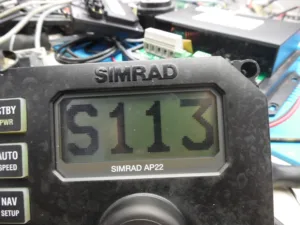 SIMRAD
S113
SIMRAD AP22
STBY
PWR
AUTO
SPEED
NAV
SETUP